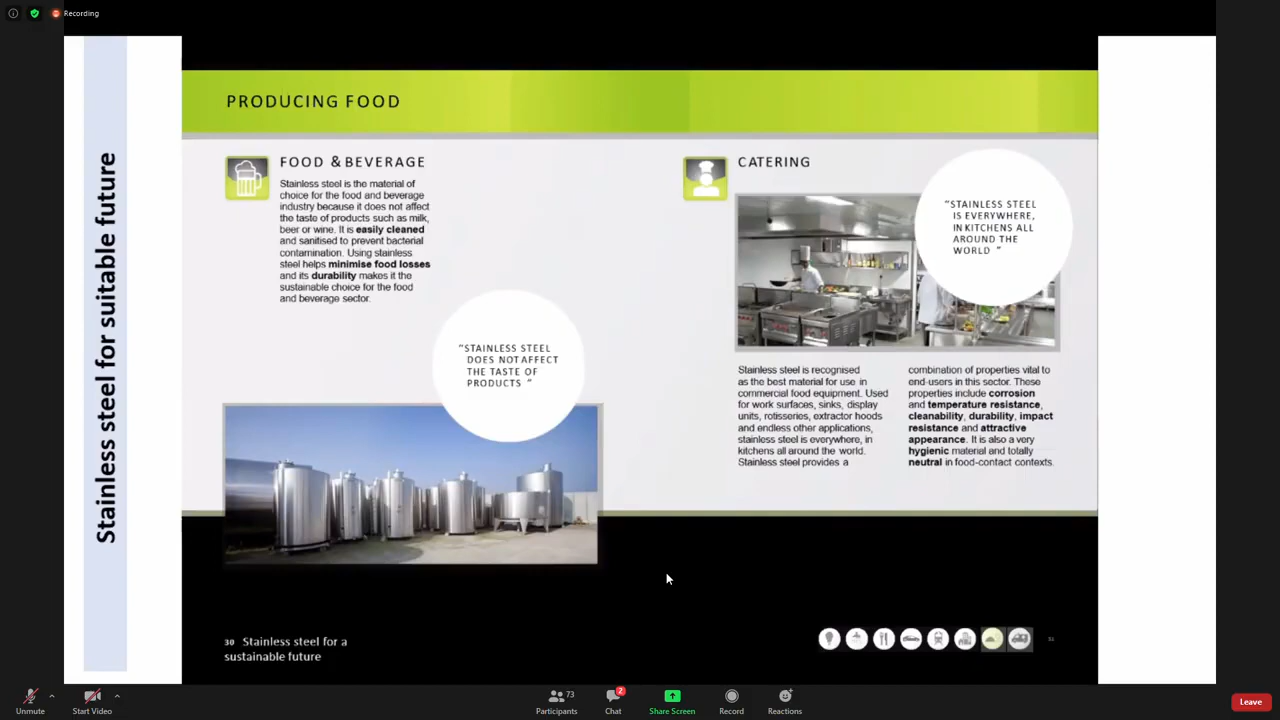 Recording
Stainless steel for suitable future
PRODUCING FOOD
FOOD & BEVERAGE
Stainless steel is the material of
choice for the food and beverage
industry because it does not affect
the taste of products such as milk,
beer or wine. It is easily cleaned
and sanitised to prevent bacterial
contamination. Using stainless
steel helps minimise food losses
and its durability makes it the
sustainable choice for the food
and beverage sector.
“STAINLESS STEEL
DOES NOT AFFECT
THE TASTE OF
PRODUCTS ”
CATERING
“STAINLESS STEEL
IS EVERYWHERE,
IN KITCHENS ALL
AROUND THE
WORLD ”
Stainless steel is recognised
as the best material for use in
commercial food equipment. Used
for work surfaces, sinks, display
units, rotisseries, extractor hoods
and endless other applications,
stainless steel is everywhere, in
kitchens all around the world.
Stainless steel provides a
combination of properties vital to
end-users in this sector. These
properties include corrosion
and temperature resistance,
cleanability, durability, impact
resistance and attractive
appearance. It is also a very
hygienic material and totally
neutral in food-contact contexts.
30 Stainless steel for a
sustainable future
31
Unmute
Start Video
73
Participants
2
Chat
Share Screen
Record
Reactions
Leave